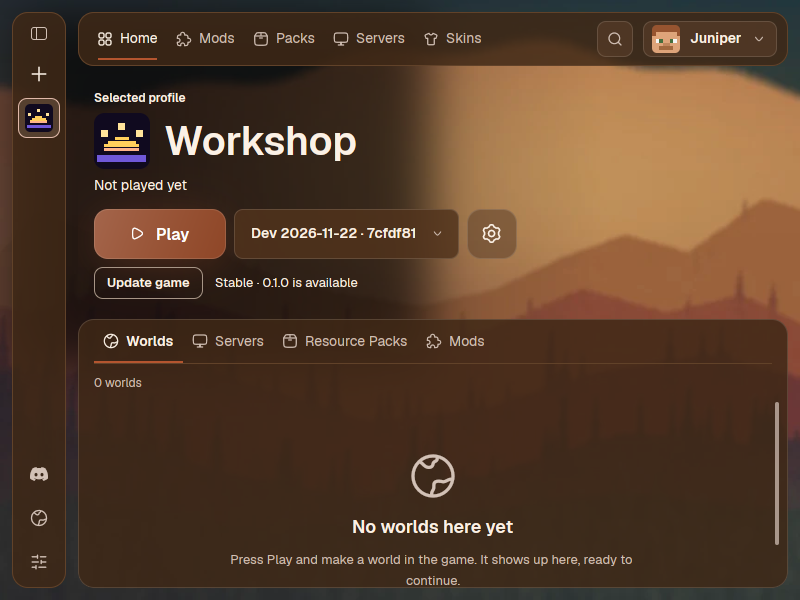 Home
Mods
Packs
Servers
Skins
Juniper
Selected profile
Workshop
Not played yet
Play
Dev 2026-11-22 · 7cfdf81
Update game
Stable · 0.1.0 is available
Worlds
Servers
Resource Packs
Mods
0 worlds
No worlds here yet
Press Play and make a world in the game. It shows up here, ready to
continue.